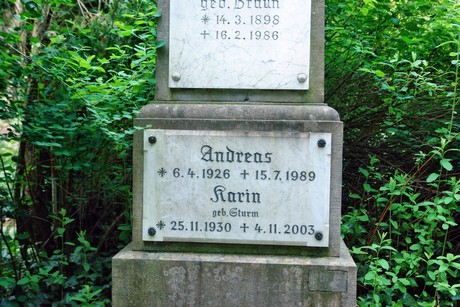 geb. Braun
* 14.3.1898
+ 16.2.1986
Andreas
* 6.4.1926 + 15.7.1989
Karin
geb. Sturm
* 25.11.1930 + 4.11.2003